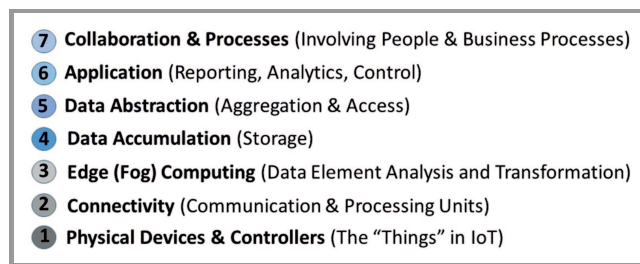 7 Collaboration & Processes (Involving People & Business Processes)
6 Application (Reporting, Analytics, Control)
5 Data Abstraction (Aggregation & Access)
4 Data Accumulation (Storage)
3 Edge (Fog) Computing (Data Element Analysis and Transformation)
2 Connectivity (Communication & Processing Units)
1 Physical Devices & Controllers (The “Things” in IoT)